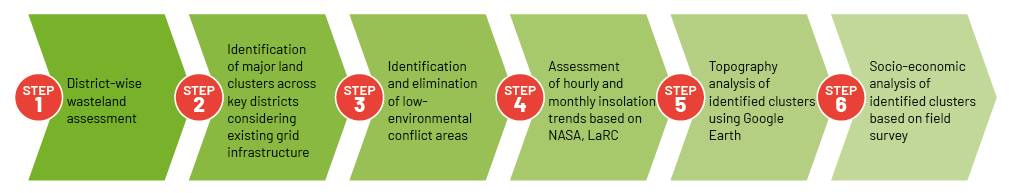 STEP
1
District-wise
wasteland
assessment
STEP
2
Identification
of major land
clusters across
key districts
considering
existing grid
infrastructure
STEP
3
Identification
and elimination
of low-
environmental
conflict areas
STEP
4
Assessment
of hourly and
monthly insolation
trends based on
NASA, LaRC
STEP
5
Topography
analysis of
identified clusters
using Google
Earth
STEP
6
Socio-economic
analysis of
identified clusters
based on field
survey